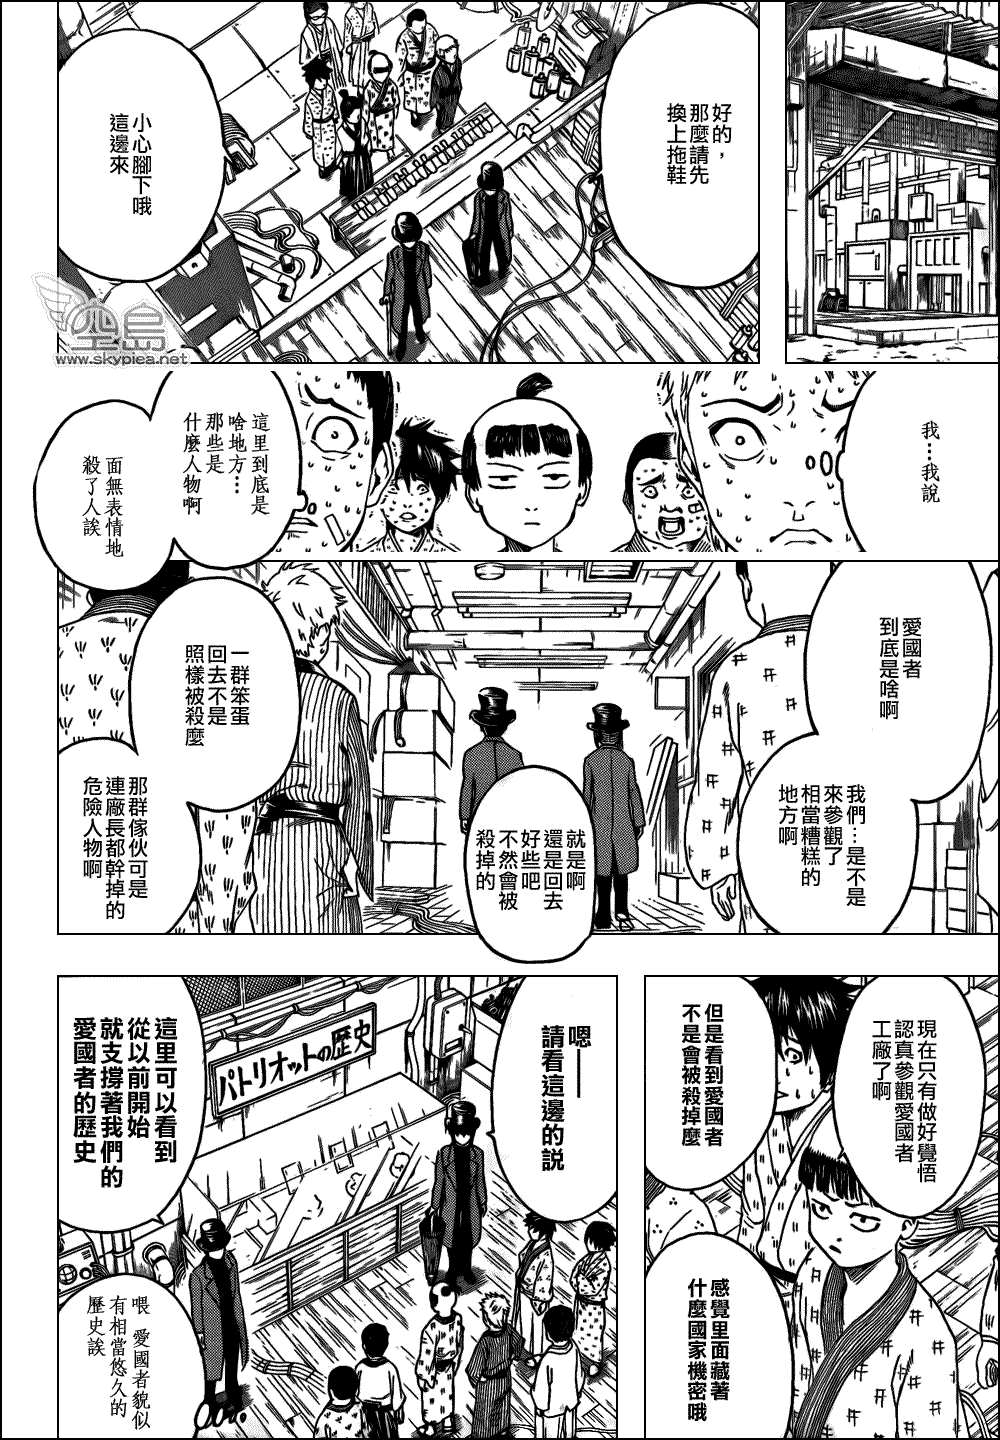 好的，
那麼請先
換上拖鞋
小心腳下哦
這邊來
空島
www.skypiea.net
我…我說
這里到底是
啥地方…
那些是
什麼人物啊
面無表情地
殺了人誒
愛國者
到底是啥啊
我們…是不是
來參觀了
相當糟糕的
地方啊
就是啊
還是回去
好些吧
不然會被
殺掉的
一群笨蛋
回去不是
照樣被殺麼
那群傢伙可是
連廠長都幹掉的
危險人物啊
現在只有做好覺悟
認真參觀愛國者
工廠了啊
但是看到愛國者
不是會被殺掉麼
感覺里面藏著
什麼國家機密哦
嗯——
請看這邊的說
パトリオットの歴史
這里可以看到
從以前開始
就支撐著我們的
愛國者的歷史
喂 愛國者貌似
有相當悠久的
歷史誒